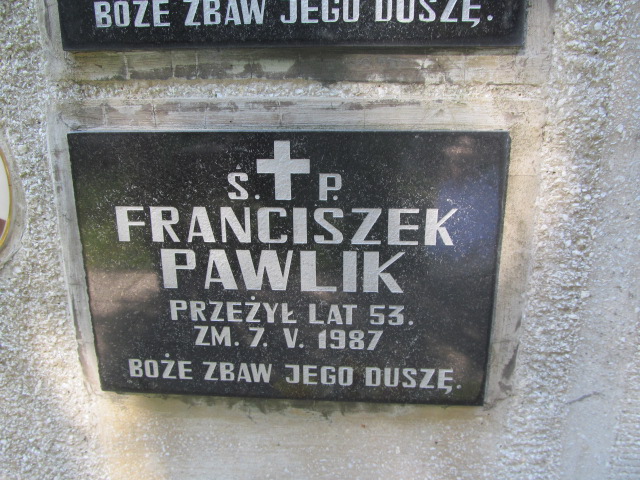 BOŻE ZBAW JEGO DUSZĘ.
Ś. P.
FRANCISZEK
PAWLIK
PRZEŻYŁ LAT 53.
ZM. 7. V. 1987
BOŻE ZBAW JEGO DUSZĘ.